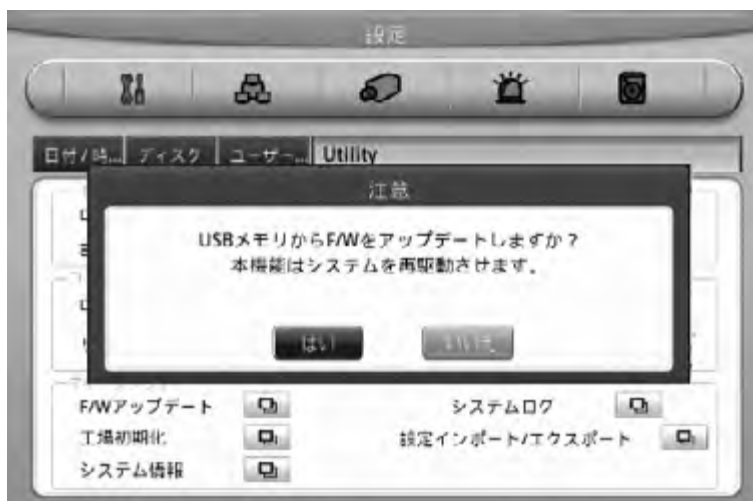 設定
日付/時... ディスク ユーザー... Utility
注意
USBメモリからF/Wをアップデートしますか?
本機能はシステムを再駆動させます。
はい いいえ
F/Wアップデート システムログ
工場初期化 設定インポート/エクスポート
システム情報